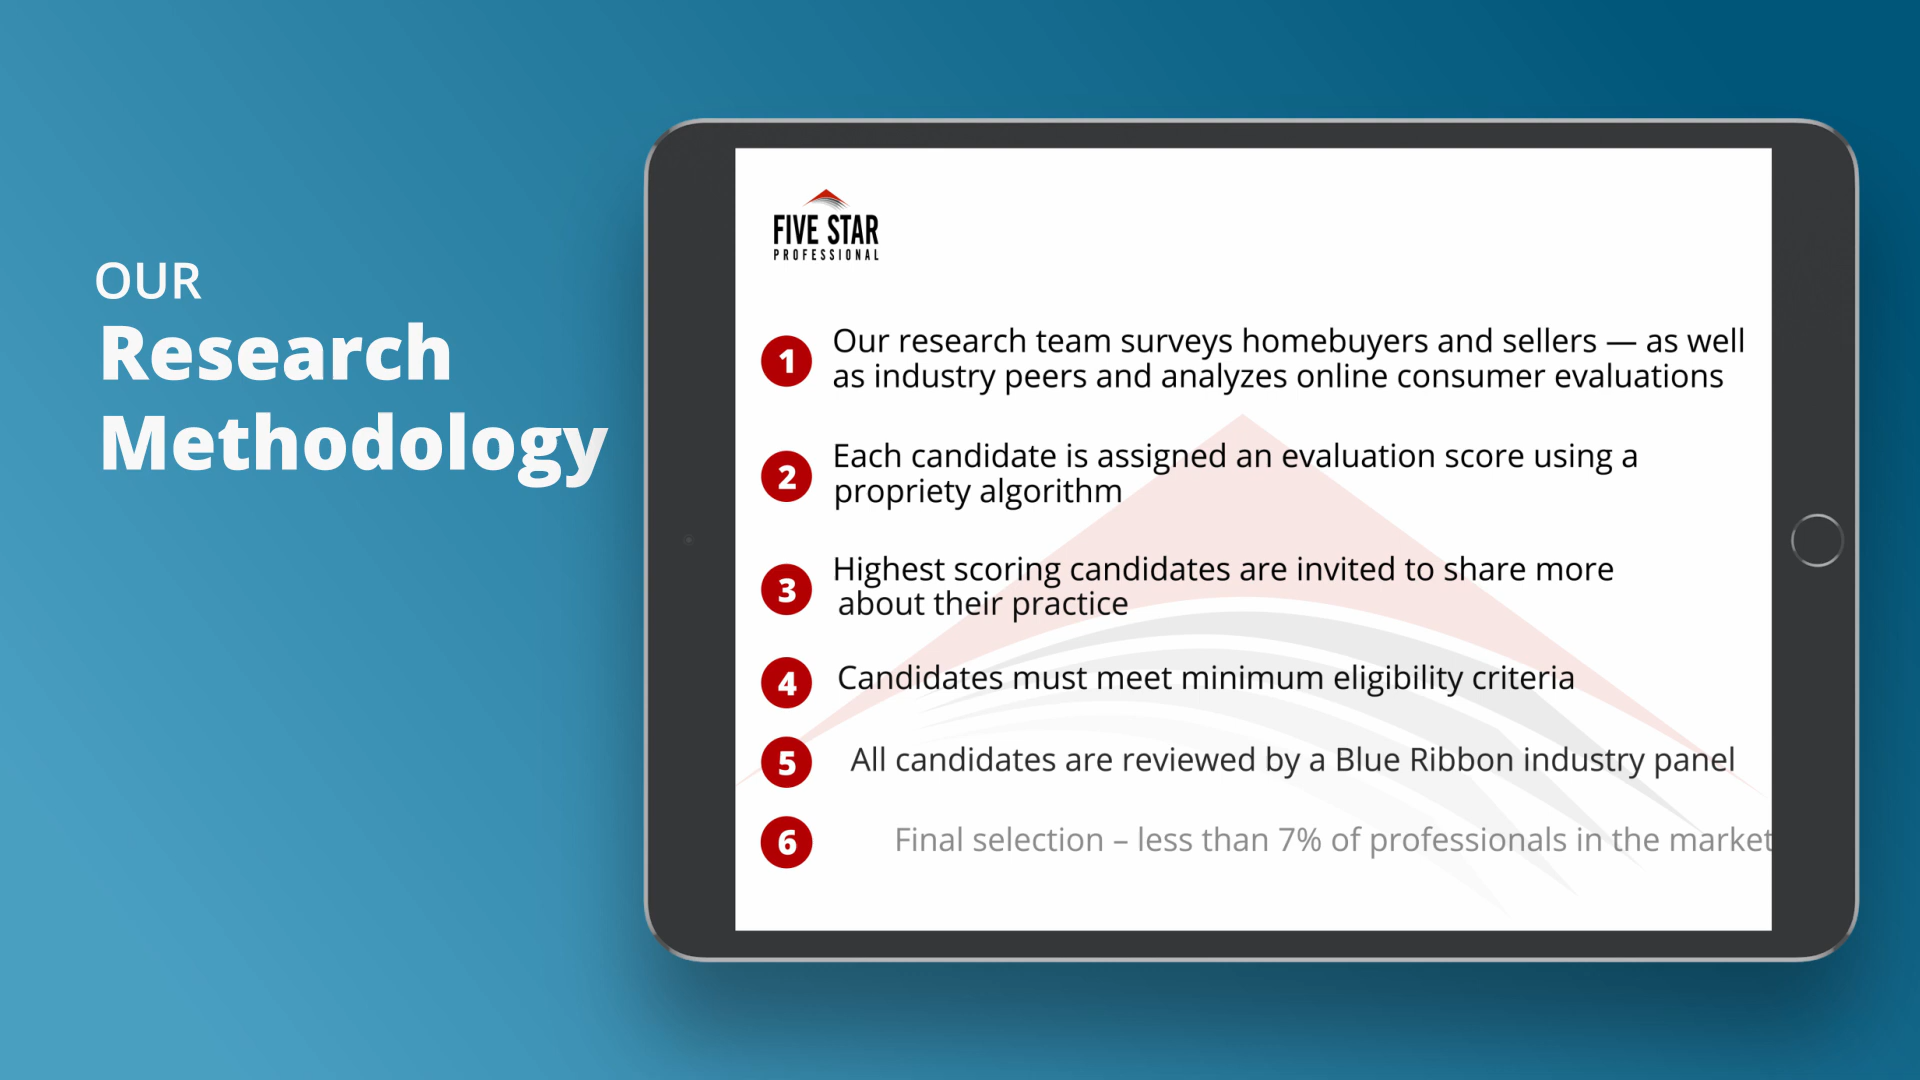 OUR
Research
Methodology
FIVE STAR
PROFESSIONAL
1 Our research team surveys homebuyers and sellers — as well
as industry peers and analyzes online consumer evaluations
2 Each candidate is assigned an evaluation score using a
propriety algorithm
3 Highest scoring candidates are invited to share more
about their practice
4 Candidates must meet minimum eligibility criteria
5 All candidates are reviewed by a Blue Ribbon industry panel
6 Final selection – less than 7% of professionals in the market